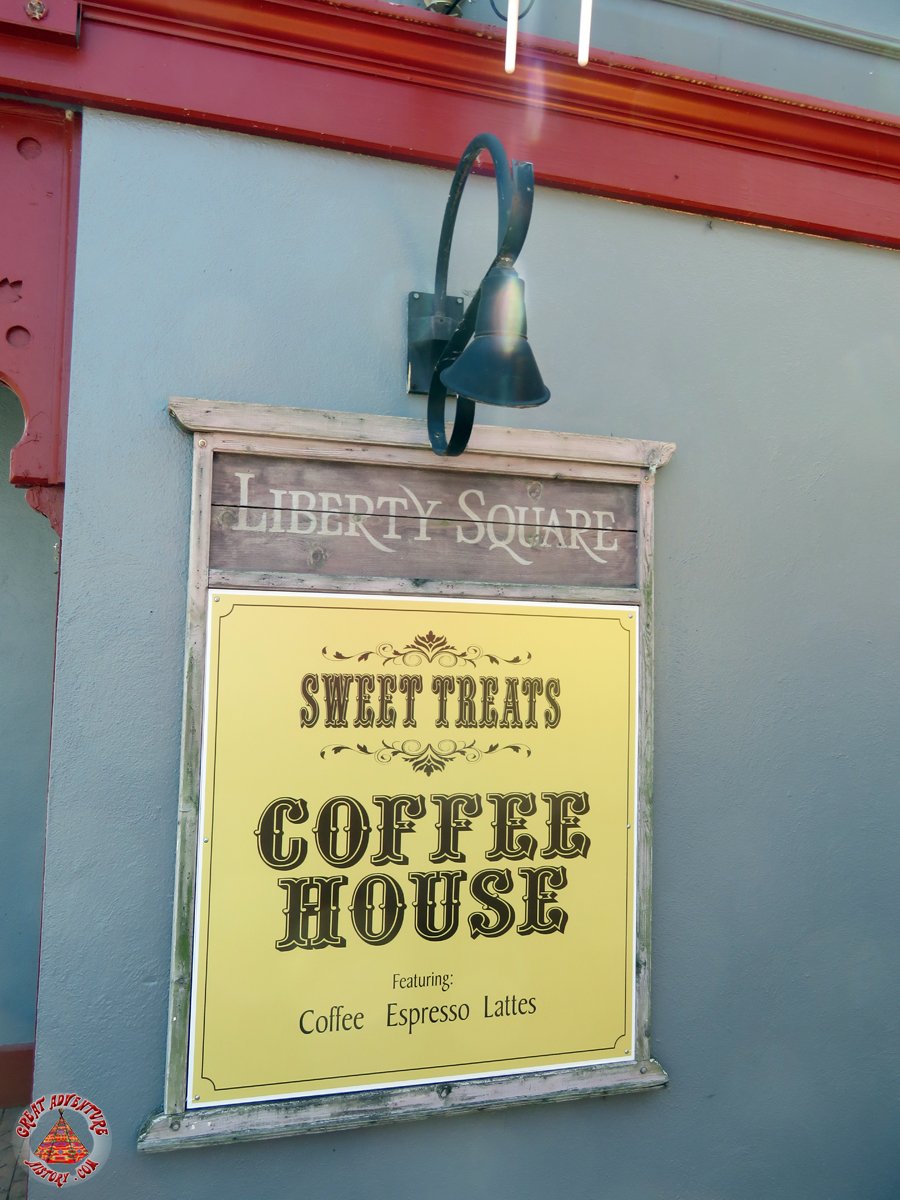 LIBERTY SQUARE
SWEET TREATS
COFFEE
HOUSE
Featuring:
Coffee Espresso Lattes
GREAT ADVENTURE
HISTORY.COM